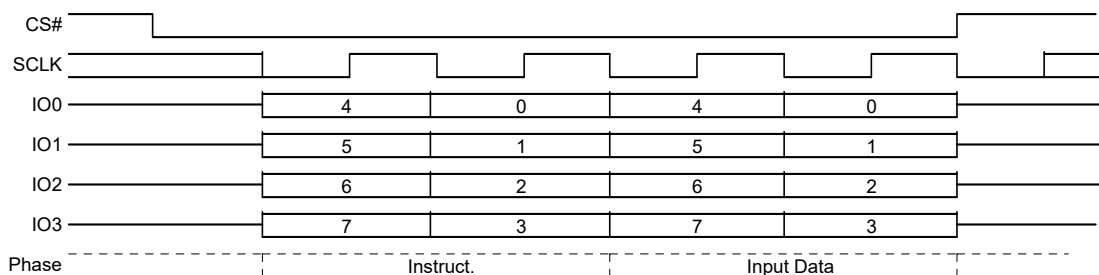 CS#
SCLK
IO0 4 0 4 0
IO1 5 1 5 1
IO2 6 2 6 2
IO3 7 3 7 3
Phase Instruct. Input Data